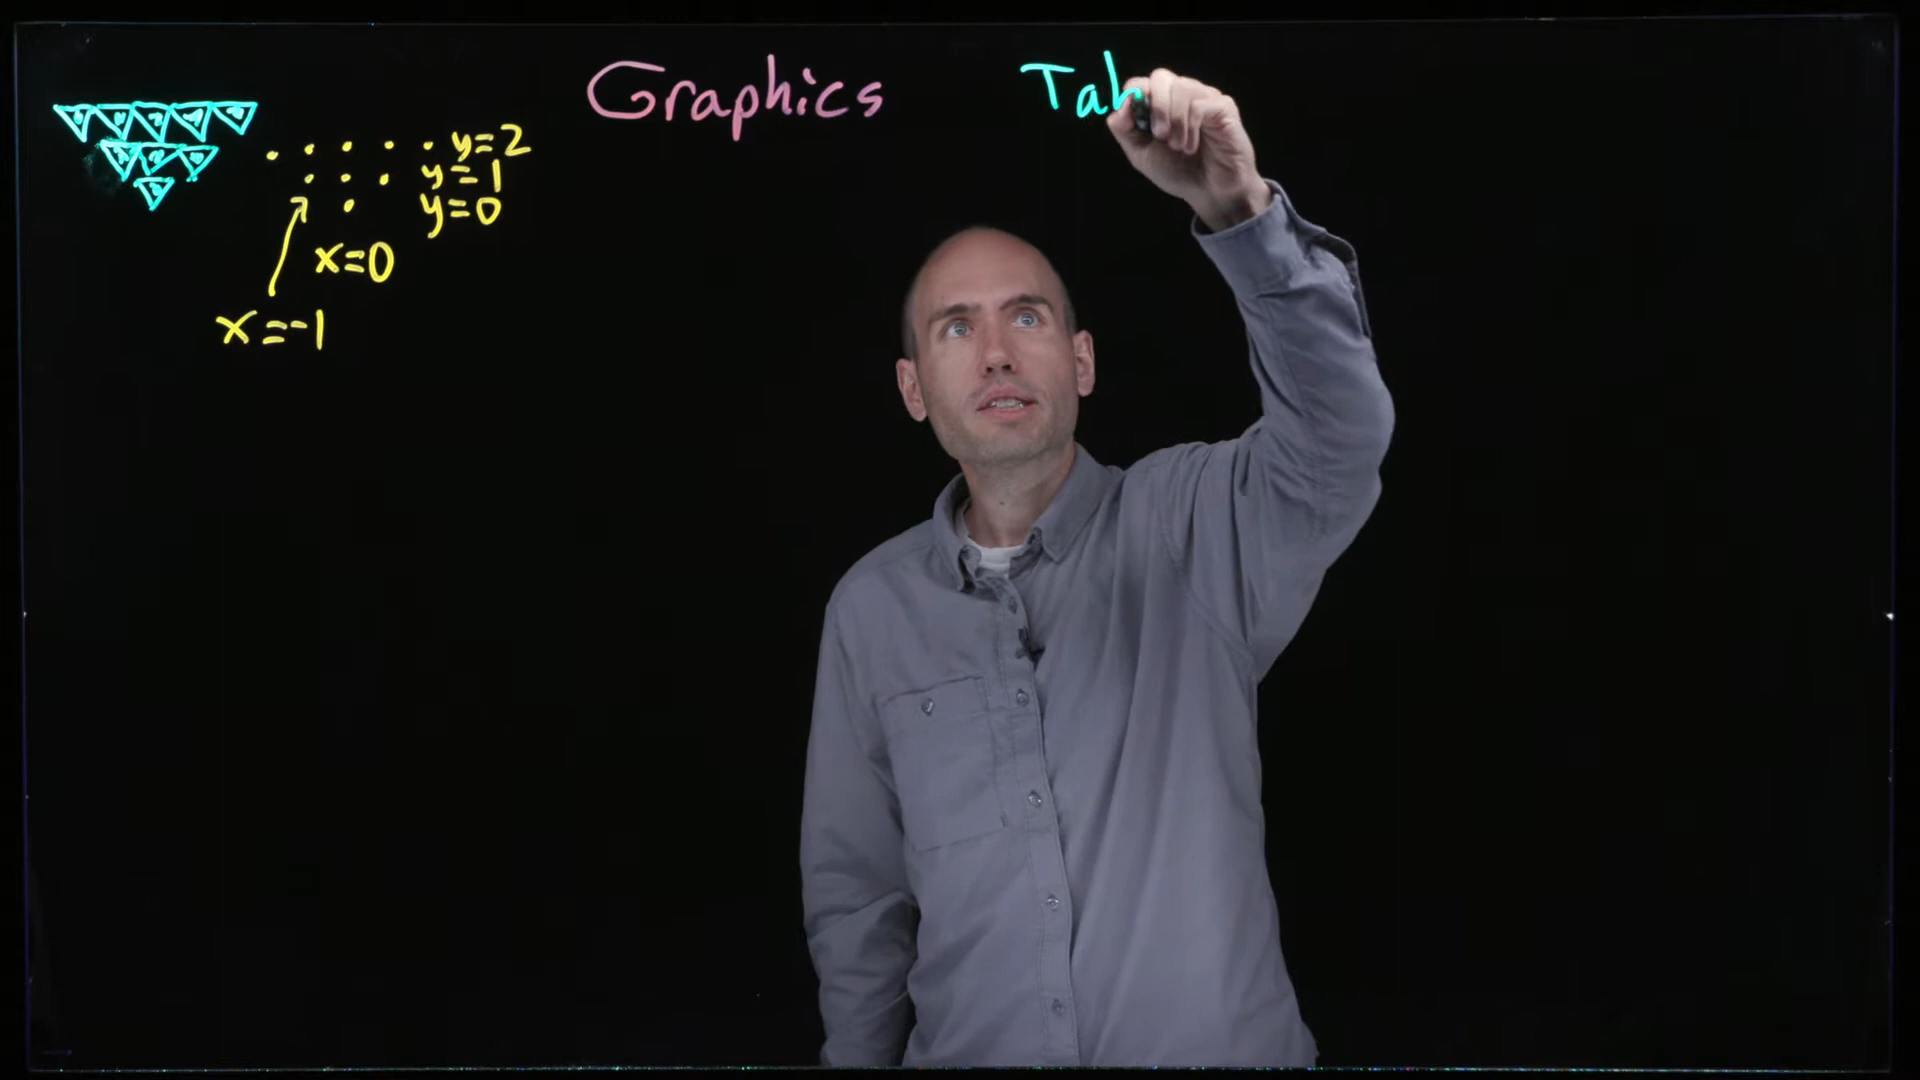 Graphics Tab
y=2
y=1
y=0
x=0
x=-1